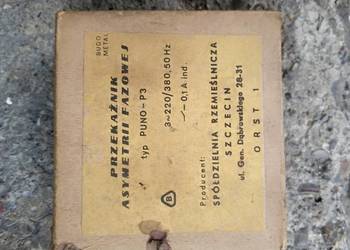 BUGO
METAL
PRZEKAŹNIK
ASYMETRII FAZOWEJ
typ PUNO-P3
3~220/380, 50 Hz
~ 0,1 A ind.
B
Producent:
SPÓŁDZIELNIA RZEMIEŚLNICZA
SZCZECIN
ul. Gen. Dąbrowskiego 28-31
ORST 1